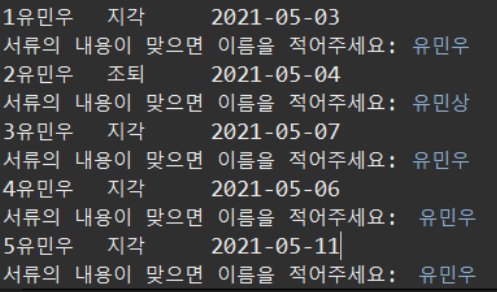 1유민우 지각 2021-05-03
서류의 내용이 맞으면 이름을 적어주세요: 유민우
2유민우 조퇴 2021-05-04
서류의 내용이 맞으면 이름을 적어주세요: 유민상
3유민우 지각 2021-05-07
서류의 내용이 맞으면 이름을 적어주세요: 유민우
4유민우 지각 2021-05-06
서류의 내용이 맞으면 이름을 적어주세요: 유민우
5유민우 지각 2021-05-11
서류의 내용이 맞으면 이름을 적어주세요: 유민우